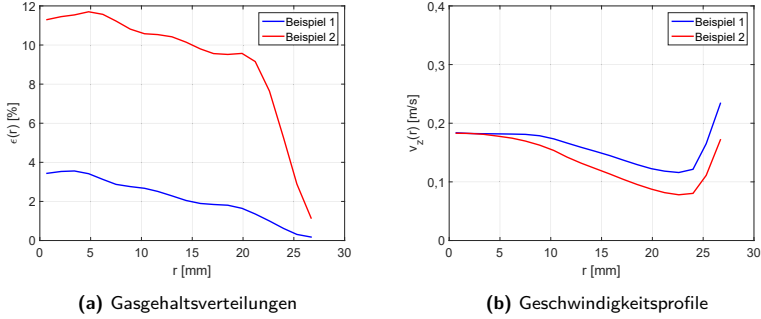 12
10
8
6
4
2
0
ϵ(r) [%]
Beispiel 1
Beispiel 2
0 5 10 15 20 25 30
r [mm]
(a) Gasgehaltsverteilungen
0,4
0,3
0,2
0,1
0
v_z(r) [m/s]
Beispiel 1
Beispiel 2
0 5 10 15 20 25 30
r [mm]
(b) Geschwindigkeitsprofile